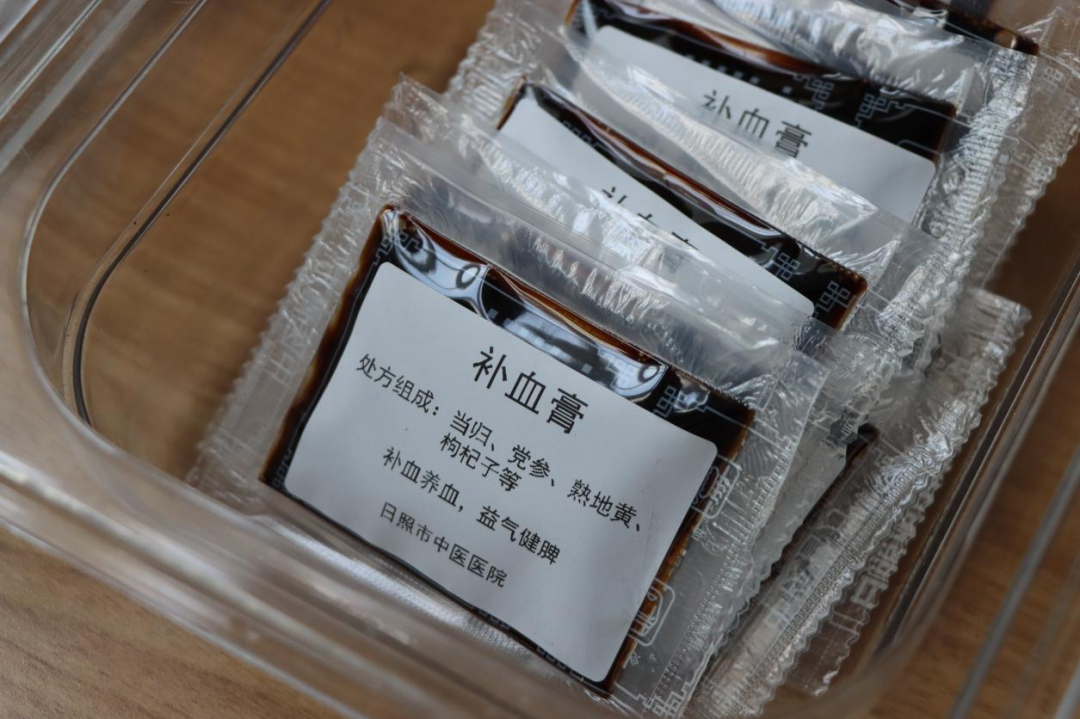 补血膏
补血膏
处方组成：当归、党参、熟地黄、
枸杞子等
补血养血，益气健脾
日照市中医医院